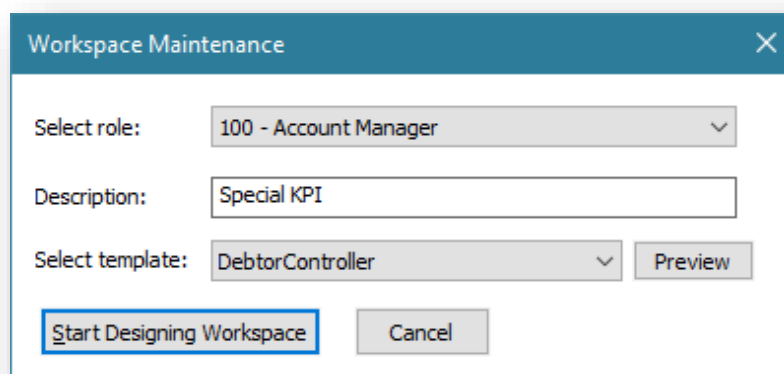 Workspace Maintenance
Select role: 100 - Account Manager
Description: Special KPI
Select template: DebtorController Preview
Start Designing Workspace Cancel